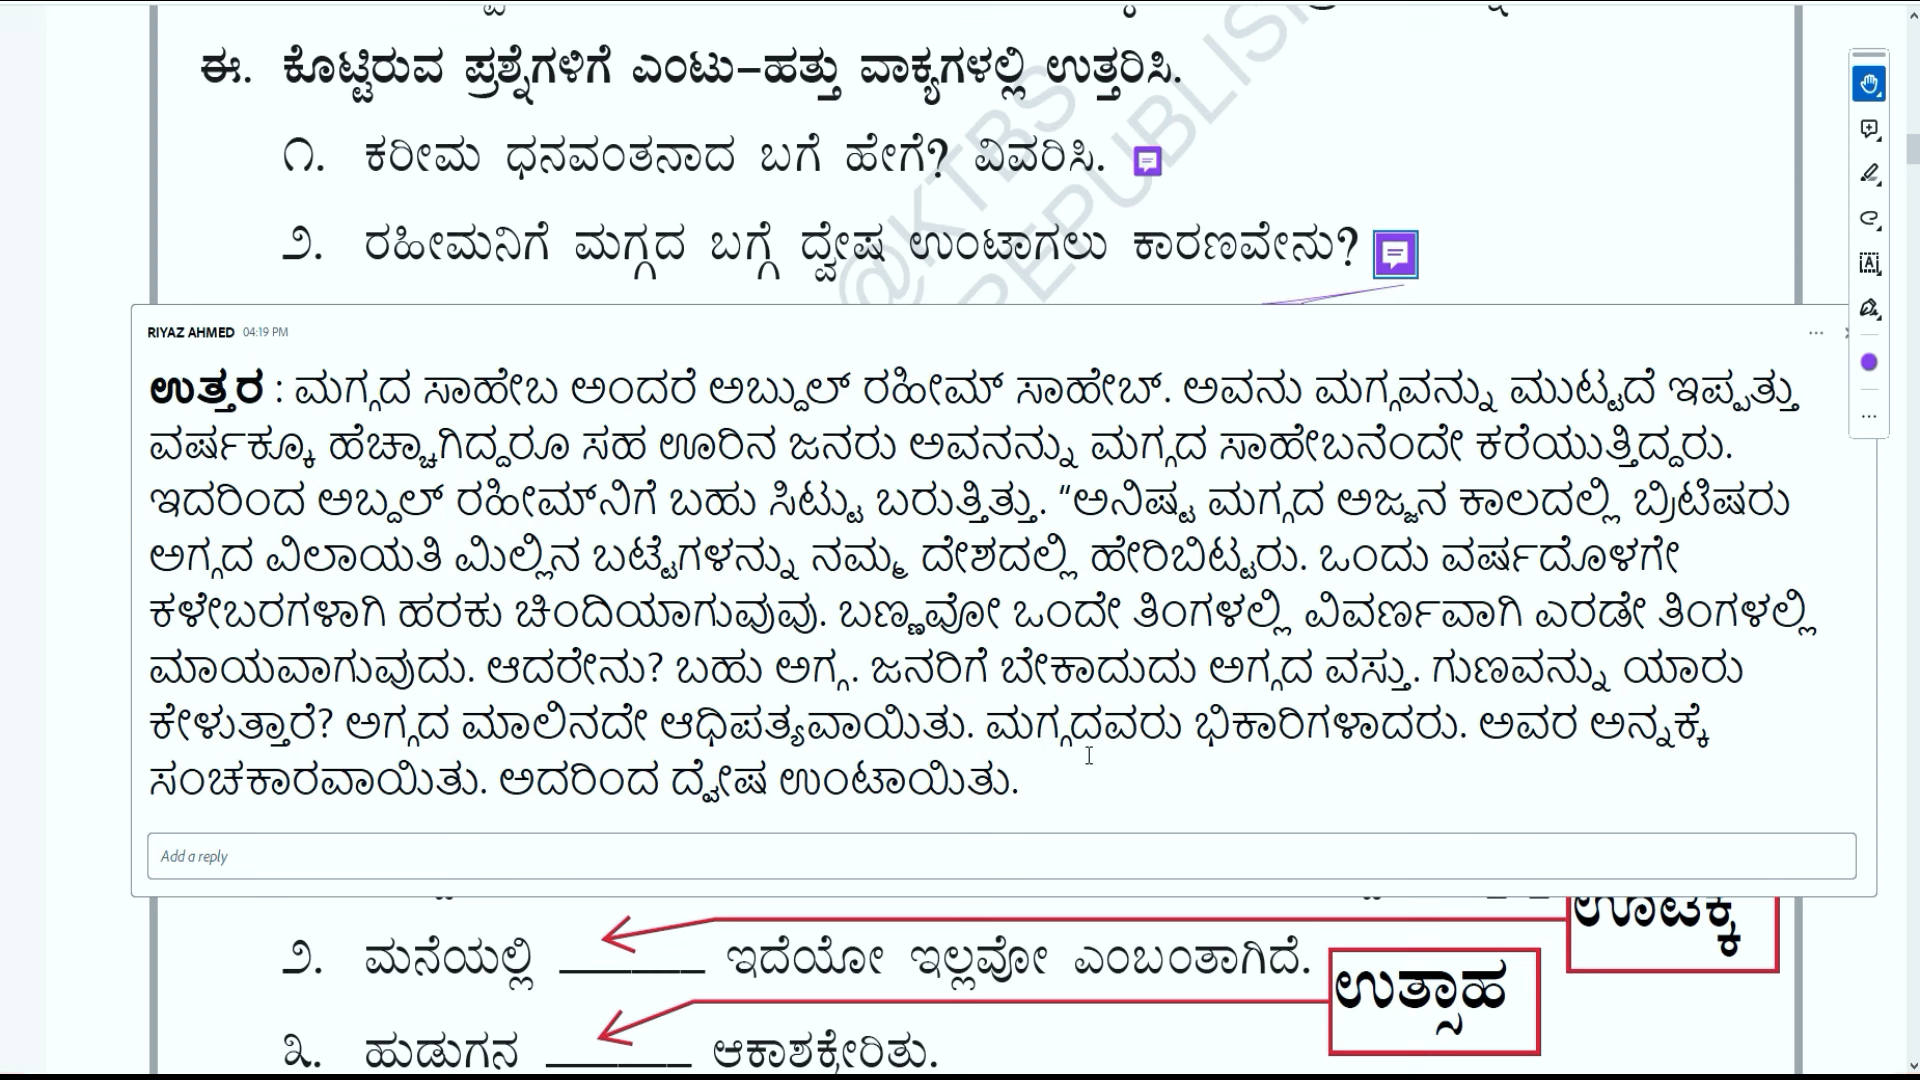 ಈ. ಕೊಟ್ಟಿರುವ ಪ್ರಶ್ನೆಗಳಿಗೆ ಎಂಟು–ಹತ್ತು ವಾಕ್ಯಗಳಲ್ಲಿ ಉತ್ತರಿಸಿ.
೧. ಕರೀಮ ಧನವಂತನಾದ ಬಗೆ ಹೇಗೆ? ವಿವರಿಸಿ.
೨. ರಹೀಮನಿಗೆ ಮಗ್ಗದ ಬಗ್ಗೆ ದ್ವೇಷ ಉಂಟಾಗಲು ಕಾರಣವೇನು?
@KTBS
REPUBLIS
RIYAZ AHMED 04:19 PM
ಉತ್ತರ : ಮಗ್ಗದ ಸಾಹೇಬ ಅಂದರೆ ಅಬ್ದುಲ್ ರಹೀಮ್ ಸಾಹೇಬ್. ಅವನು ಮಗ್ಗವನ್ನು ಮುಟ್ಟದೆ ಇಪ್ಪತ್ತು
ವರ್ಷಕ್ಕೂ ಹೆಚ್ಚಾಗಿದ್ದರೂ ಸಹ ಊರಿನ ಜನರು ಅವನನ್ನು ಮಗ್ಗದ ಸಾಹೇಬನೆಂದೇ ಕರೆಯುತ್ತಿದ್ದರು.
ಇದರಿಂದ ಅಬ್ದಲ್ ರಹೀಮ್‌ನಿಗೆ ಬಹು ಸಿಟ್ಟು ಬರುತ್ತಿತ್ತು. “ಅನಿಷ್ಟ ಮಗ್ಗದ ಅಜ್ಜನ ಕಾಲದಲ್ಲಿ ಬ್ರಿಟಿಷರು
ಅಗ್ಗದ ವಿಲಾಯತಿ ಮಿಲ್ಲಿನ ಬಟ್ಟೆಗಳನ್ನು ನಮ್ಮ ದೇಶದಲ್ಲಿ ಹೇರಿಬಿಟ್ಟರು. ಒಂದು ವರ್ಷದೊಳಗೇ
ಕಳೇಬರಗಳಾಗಿ ಹರಕು ಚಿಂದಿಯಾಗುವುವು. ಬಣ್ಣವೋ ಒಂದೇ ತಿಂಗಳಲ್ಲಿ ವಿವರ್ಣವಾಗಿ ಎರಡೇ ತಿಂಗಳಲ್ಲಿ
ಮಾಯವಾಗುವುದು. ಆದರೇನು? ಬಹು ಅಗ್ಗ. ಜನರಿಗೆ ಬೇಕಾದುದು ಅಗ್ಗದ ವಸ್ತು. ಗುಣವನ್ನು ಯಾರು
ಕೇಳುತ್ತಾರೆ? ಅಗ್ಗದ ಮಾಲಿನದೇ ಆಧಿಪತ್ಯವಾಯಿತು. ಮಗ್ಗದವರು ಭಿಕಾರಿಗಳಾದರು. ಅವರ ಅನ್ನಕ್ಕೆ
ಸಂಚಕಾರವಾಯಿತು. ಅದರಿಂದ ದ್ವೇಷ ಉಂಟಾಯಿತು.
Add a reply
ಊಟಕ್ಕೆ
೨. ಮನೆಯಲ್ಲಿ ______ ಇದೆಯೋ ಇಲ್ಲವೋ ಎಂಬಂತಾಗಿದೆ.
ಉತ್ಸಾಹ
೩. ಹುಡುಗನ ______ ಆಕಾಶಕ್ಕೇರಿತು.